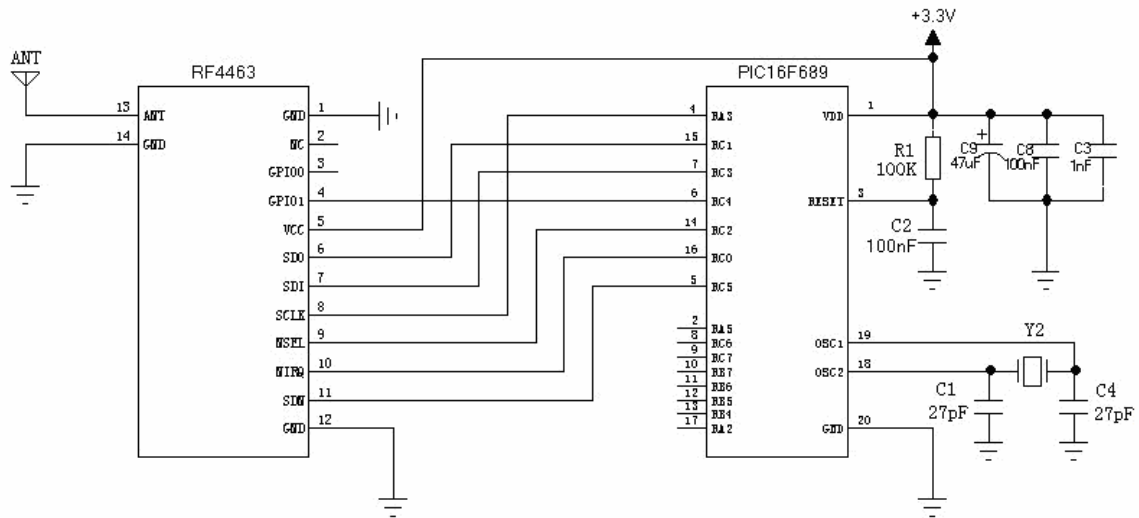 +3.3V
ANT
RF4463
PIC16F689
13 ANT
14 GND
GND 1
NC 2
GPIO0 3
GPIO1 4
VCC 5
SDO 6
SDI 7
SCLK 8
NSEL 9
NIRQ 10
SDN 11
GND 12
4 RA3
15 RC1
7 RC3
6 RC4
14 RC2
16 RC0
5 RC5
2 RA5
8 RC6
9 RC7
10 RB7
11 RB6
12 RB5
13 RB4
17 RA2
VDD 1
RESET 3
OSC1 19
OSC2 18
GND 20
R1
100K
C2
100nF
+
C9
47uF
C8
100nF
C3
1nF
Y2
C1
27pF
C4
27pF